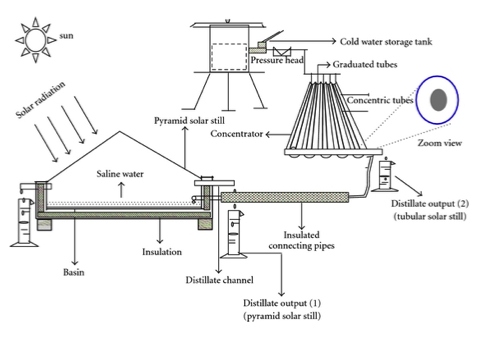 sun
Cold water storage tank
Pressure head
Graduated tubes
Solar radiation
Concentric tubes
Pyramid solar still
Concentrator
Zoom view
Saline water
Distillate output (2)
(tubular solar still)
Insulated
connecting pipes
Insulation
Basin
Distillate channel
Distillate output (1)
(pyramid solar still)